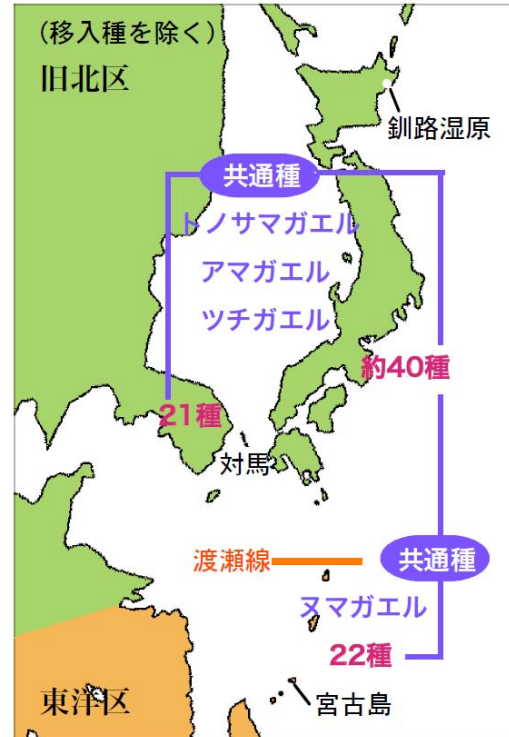 （移入種を除く）
旧北区
釧路湿原
共通種
トノサマガエル
アマガエル
ツチガエル
約40種
21種
対馬
渡瀬線
共通種
ヌマガエル
22種
東洋区
宮古島